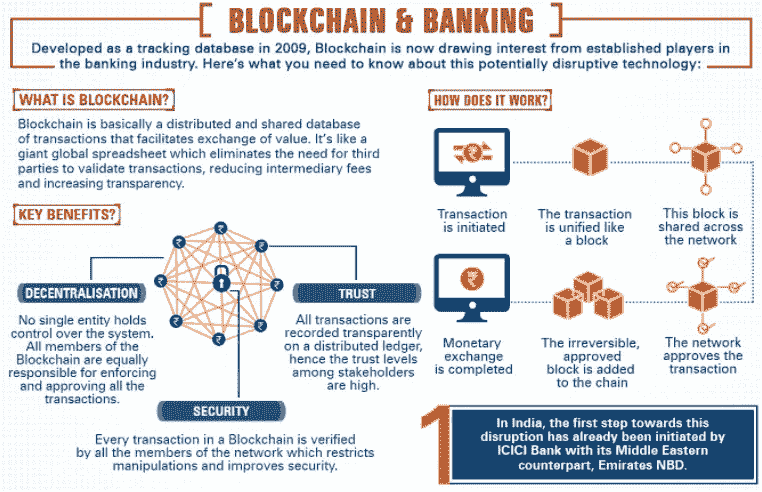 BLOCKCHAIN & BANKING
Developed as a tracking database in 2009, Blockchain is now drawing interest from established players in
the banking industry. Here's what you need to know about this potentially disruptive technology:
WHAT IS BLOCKCHAIN?
Blockchain is basically a distributed and shared database
of transactions that facilitates exchange of value. It's like a
giant global spreadsheet which eliminates the need for third
parties to validate transactions, reducing intermediary fees
and increasing transparency.
KEY BENEFITS?
₹
₹
₹
₹
₹
₹
₹
₹
DECENTRALISATION
No single entity holds
control over the system.
All members of the
Blockchain are equally
responsible for enforcing
and approving all the
transactions.
TRUST
All transactions are
recorded transparently
on a distributed ledger,
hence the trust levels
among stakeholders
are high.
SECURITY
Every transaction in a Blockchain is verified
by all the members of the network which restricts
manipulations and improves security.
HOW DOES IT WORK?
₹
Transaction
is initiated
The transaction
is unified like
a block
This block is
shared across
the network
₹
Monetary
exchange
is completed
The irreversible,
approved
block is added
to the chain
The network
approves the
transaction
1
In India, the first step towards this
disruption has already been initiated by
ICICI Bank with its Middle Eastern
counterpart, Emirates NBD.